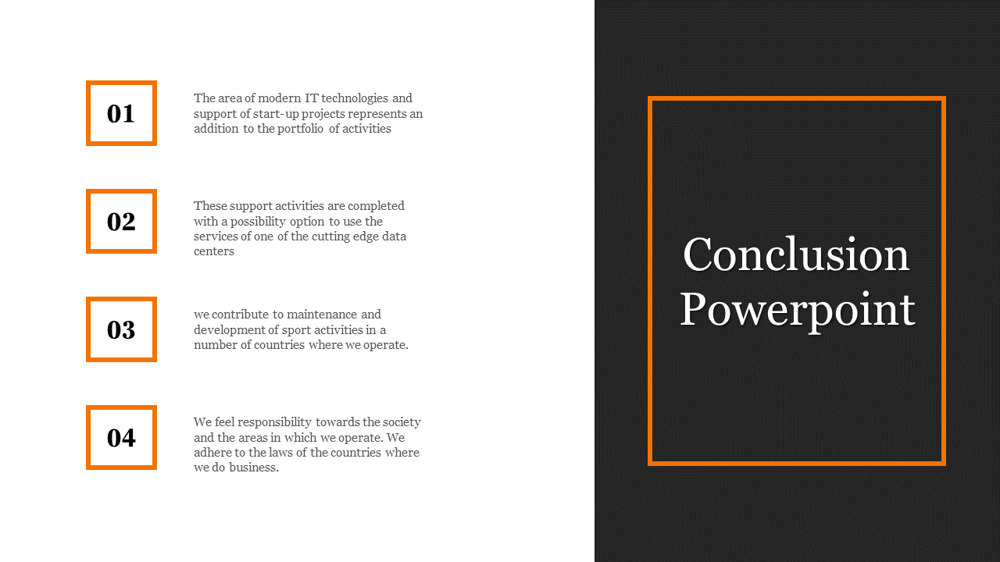 01
The area of modern IT technologies and
support of start-up projects represents an
addition to the portfolio of activities
02
These support activities are completed
with a possibility option to use the
services of one of the cutting edge data
centers
03
we contribute to maintenance and
development of sport activities in a
number of countries where we operate.
04
We feel responsibility towards the society
and the areas in which we operate. We
adhere to the laws of the countries where
we do business.
Conclusion
Powerpoint